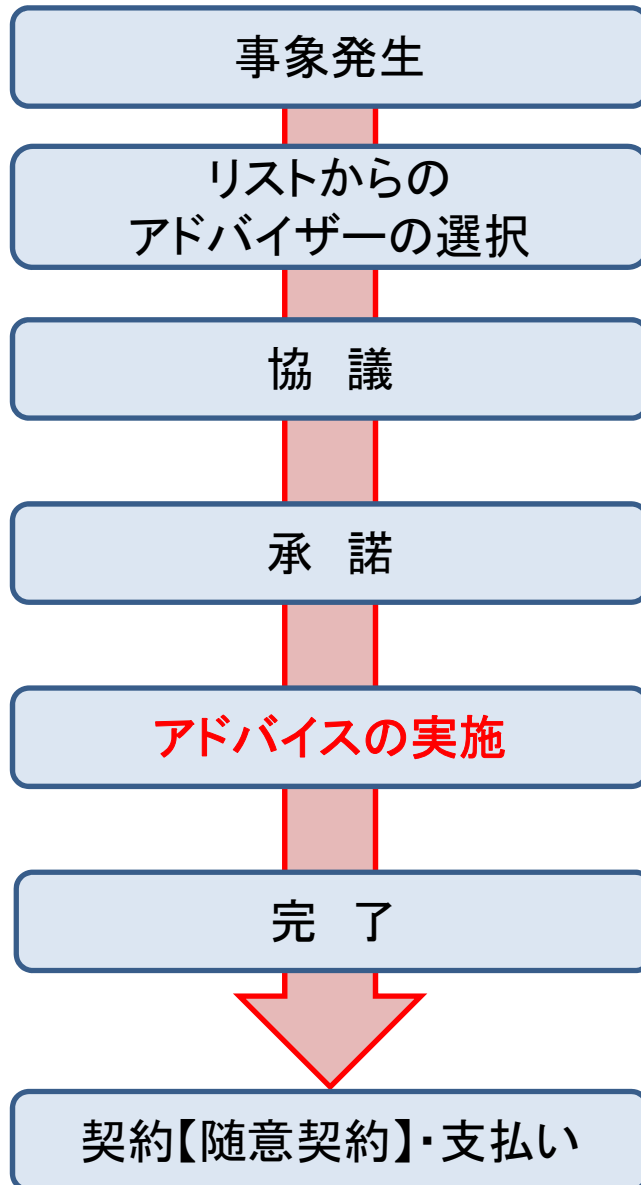 事象発生
リストからの
アドバイザーの選択
協　議
承　諾
アドバイスの実施
完　了
契約【随意契約】・支払い